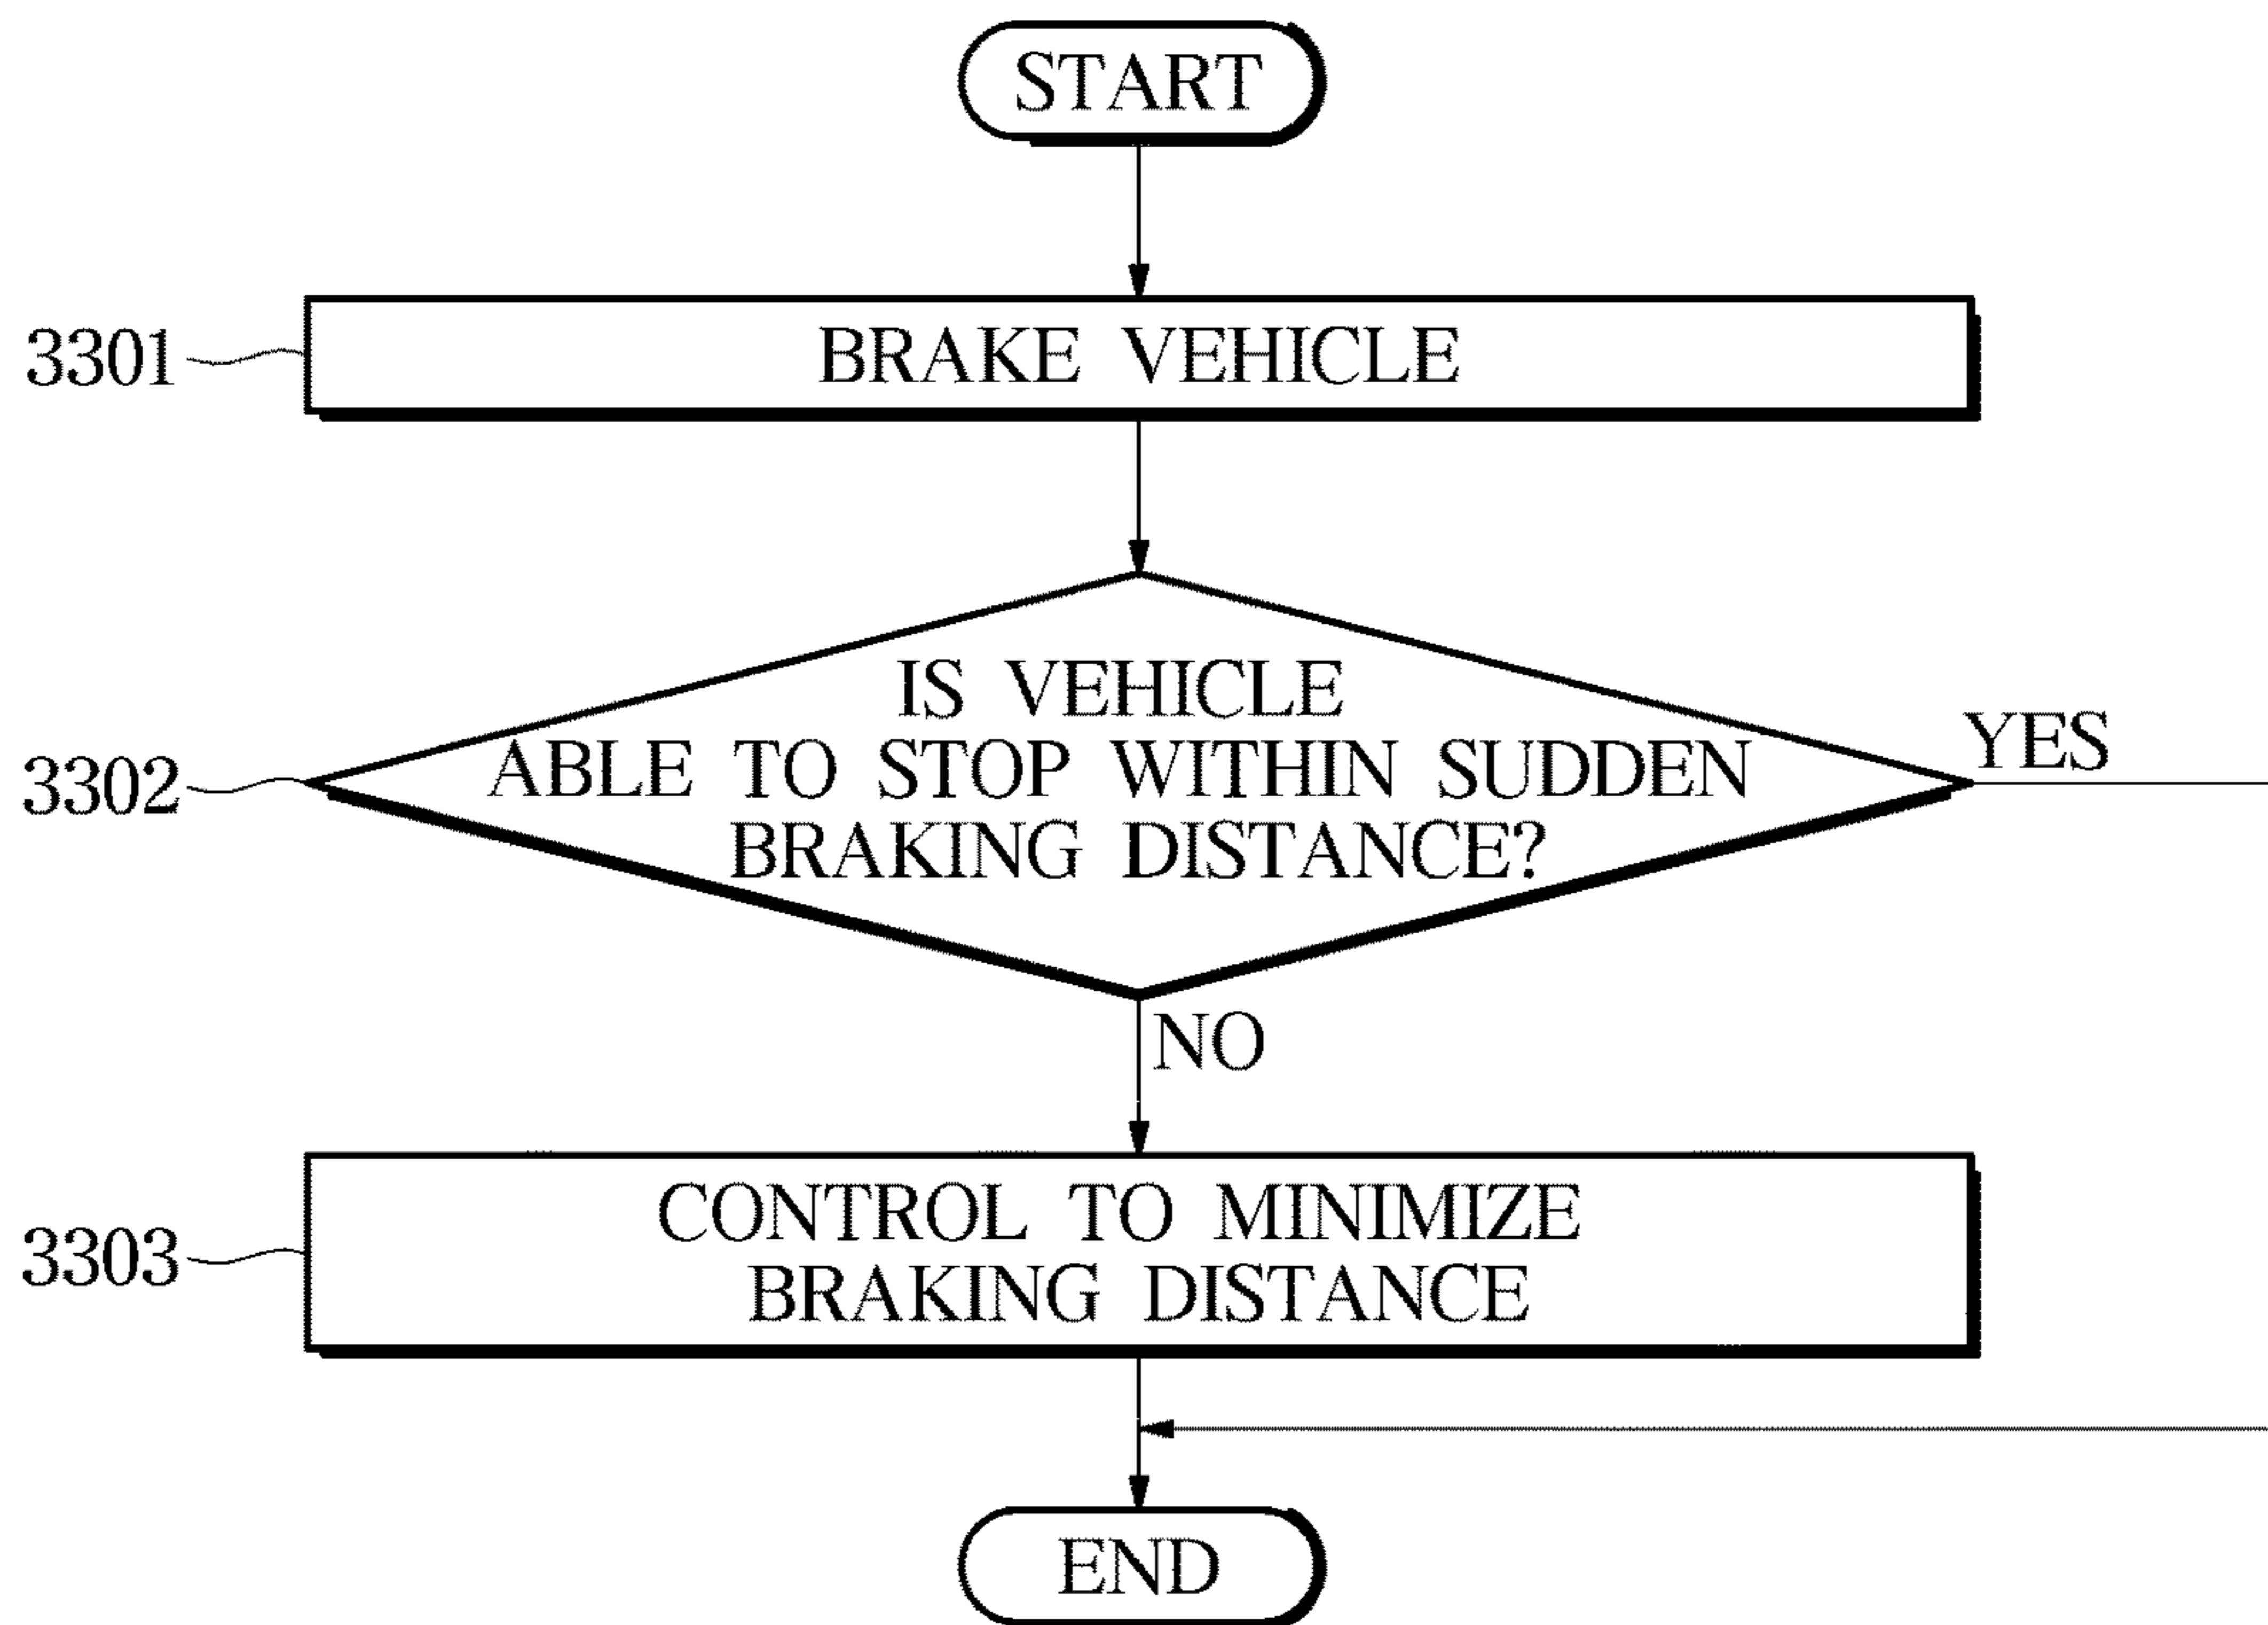 START
3301
BRAKE VEHICLE
IS VEHICLE
ABLE TO STOP WITHIN SUDDEN
BRAKING DISTANCE?
3302
YES
NO
3303
CONTROL TO MINIMIZE
BRAKING DISTANCE
END